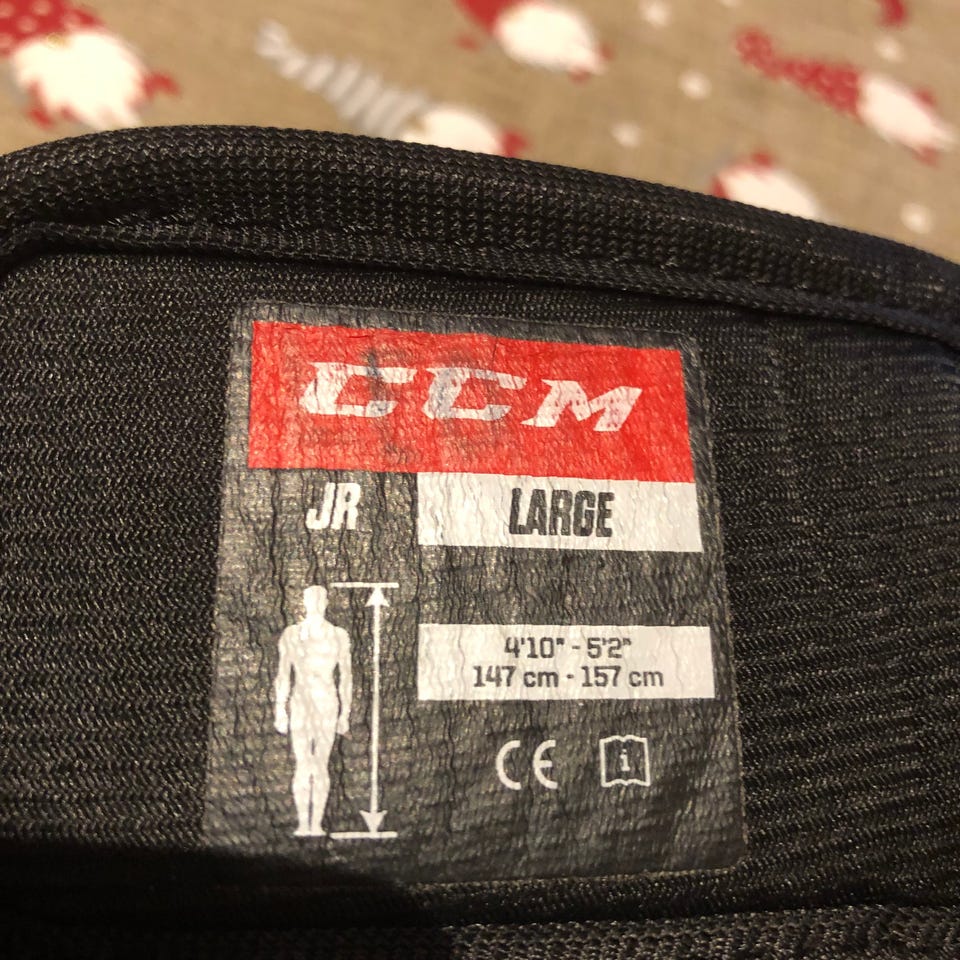 CCM
JR LARGE
4'10" - 5'2"
147 cm - 157 cm
CE i